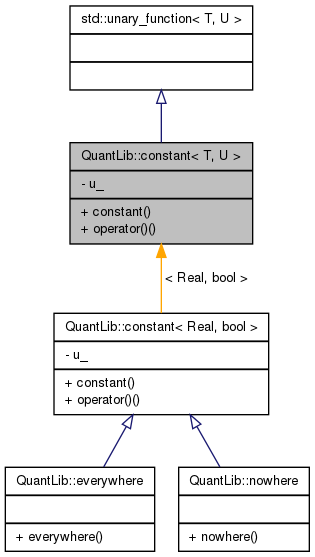 std::unary_function< T, U >
QuantLib::constant< T, U >
- u_
+ constant()
+ operator()()
< Real, bool >
QuantLib::constant< Real, bool >
- u_
+ constant()
+ operator()()
QuantLib::everywhere
+ everywhere()
QuantLib::nowhere
+ nowhere()